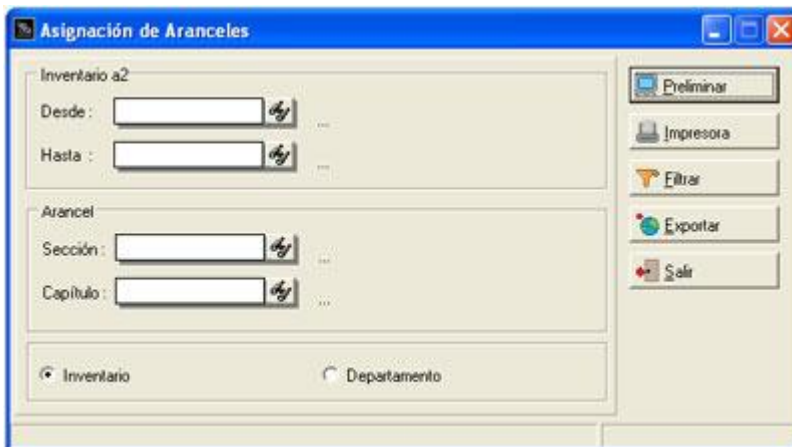 Asignación de Aranceles
Inventario a2
Desde :
...
Hasta :
...
Arancel
Sección :
...
Capítulo :
...
Inventario
Departamento
Preliminar
Impresora
Filtrar
Exportar
Salir